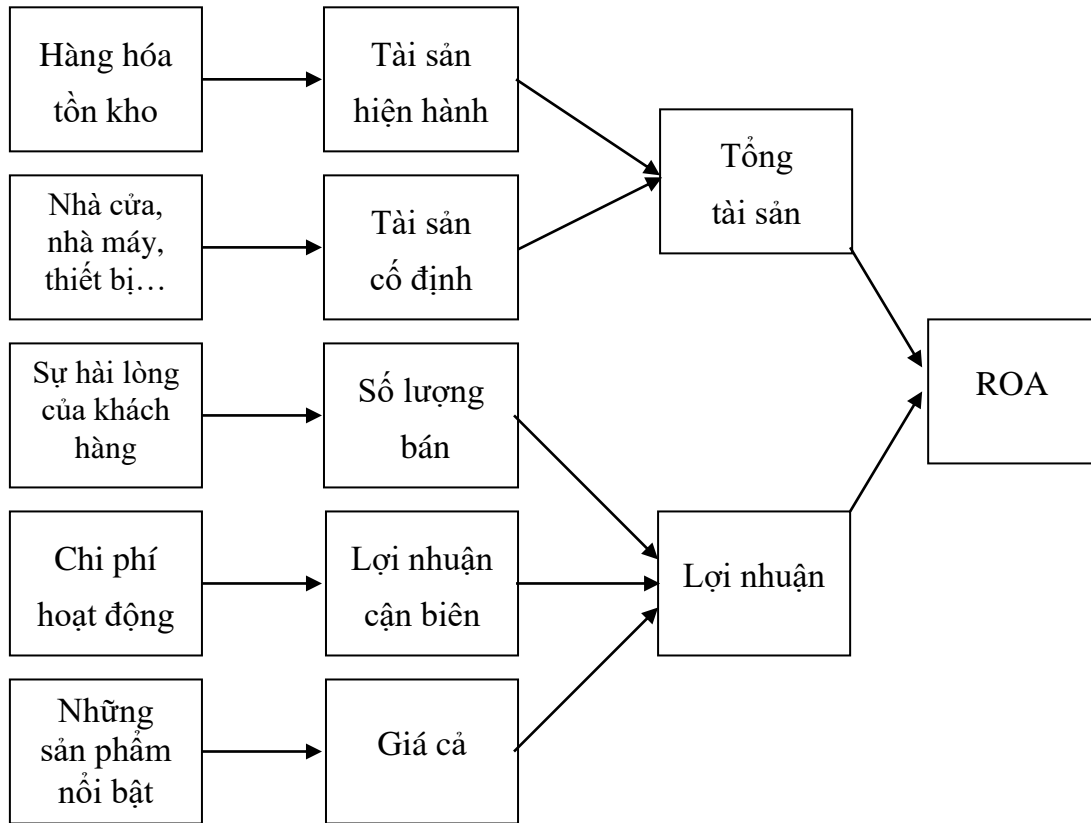 Hàng hóa
tồn kho
Tài sản
hiện hành
Tổng
tài sản
Nhà cửa,
nhà máy,
thiết bị…
Tài sản
cố định
ROA
Sự hài lòng
của khách
hàng
Số lượng
bán
Chi phí
hoạt động
Lợi nhuận
cận biên
Lợi nhuận
Những
sản phẩm
nổi bật
Giá cả